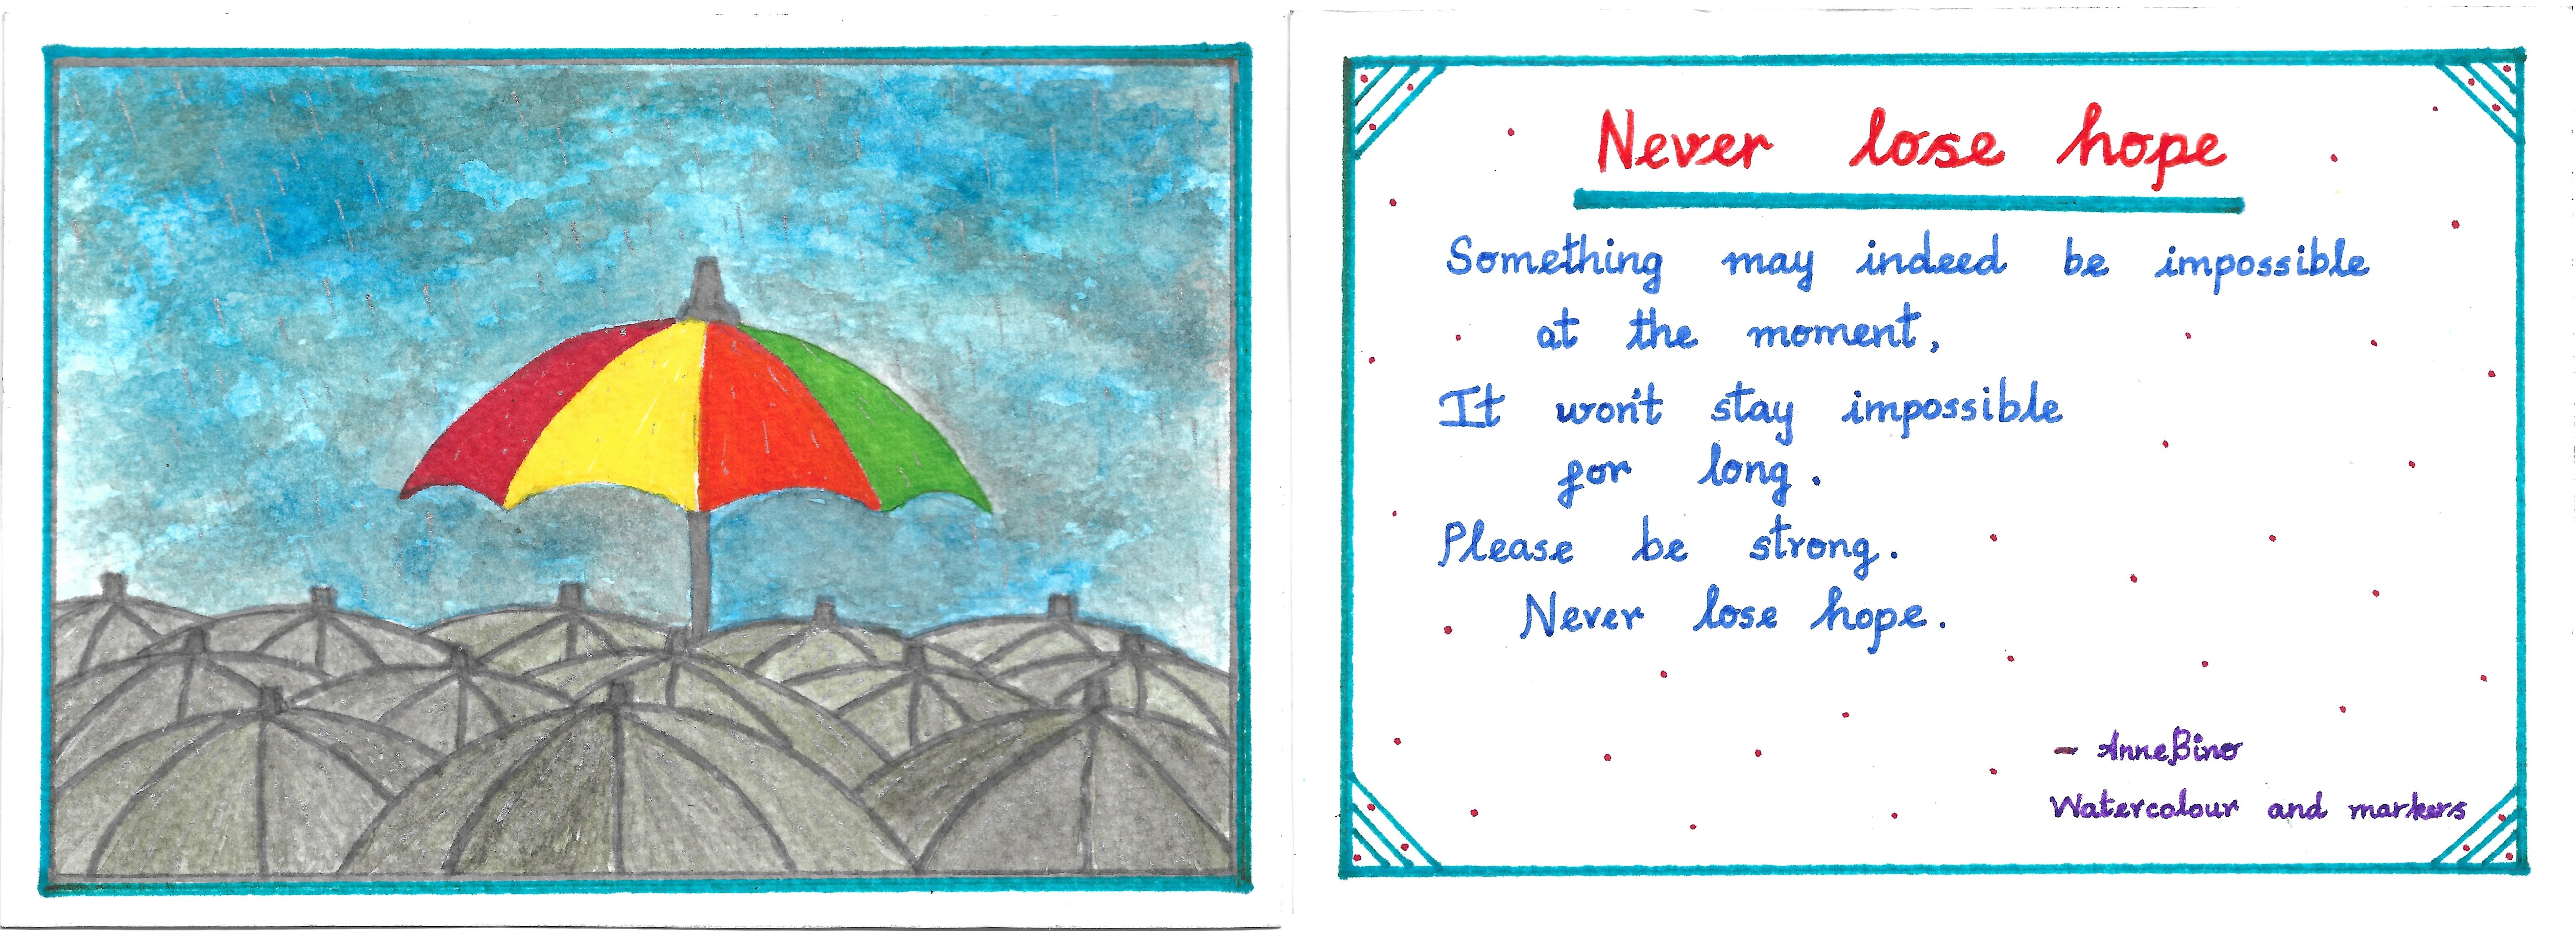 Never lose hope
Something may indeed be impossible
at the moment,
It won't stay impossible
for long.
Please be strong.
Never lose hope.
- AnneBino
Watercolour and markers